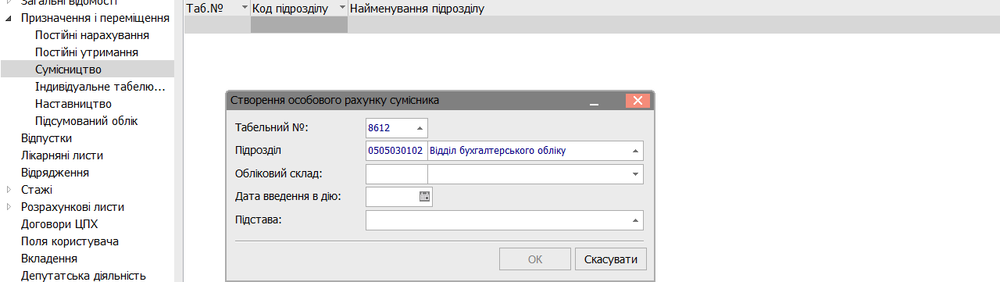 Загальні відомості
Призначення і переміщення
Постійні нарахування
Постійні утримання
Сумісництво
Індивідуальне табелю...
Наставництво
Підсумований облік
Відпустки
Лікарняні листи
Відрядження
Стажі
Розрахункові листи
Договори ЦПХ
Поля користувача
Вкладення
Депутатська діяльність
Таб.№ Код підрозділу Найменування підрозділу
Створення особового рахунку сумісника
Табельний №: 8612
Підрозділ 0505030102 Відділ бухгалтерського обліку
Обліковий склад:
Дата введення в дію:
Підстава:
ОК Скасувати